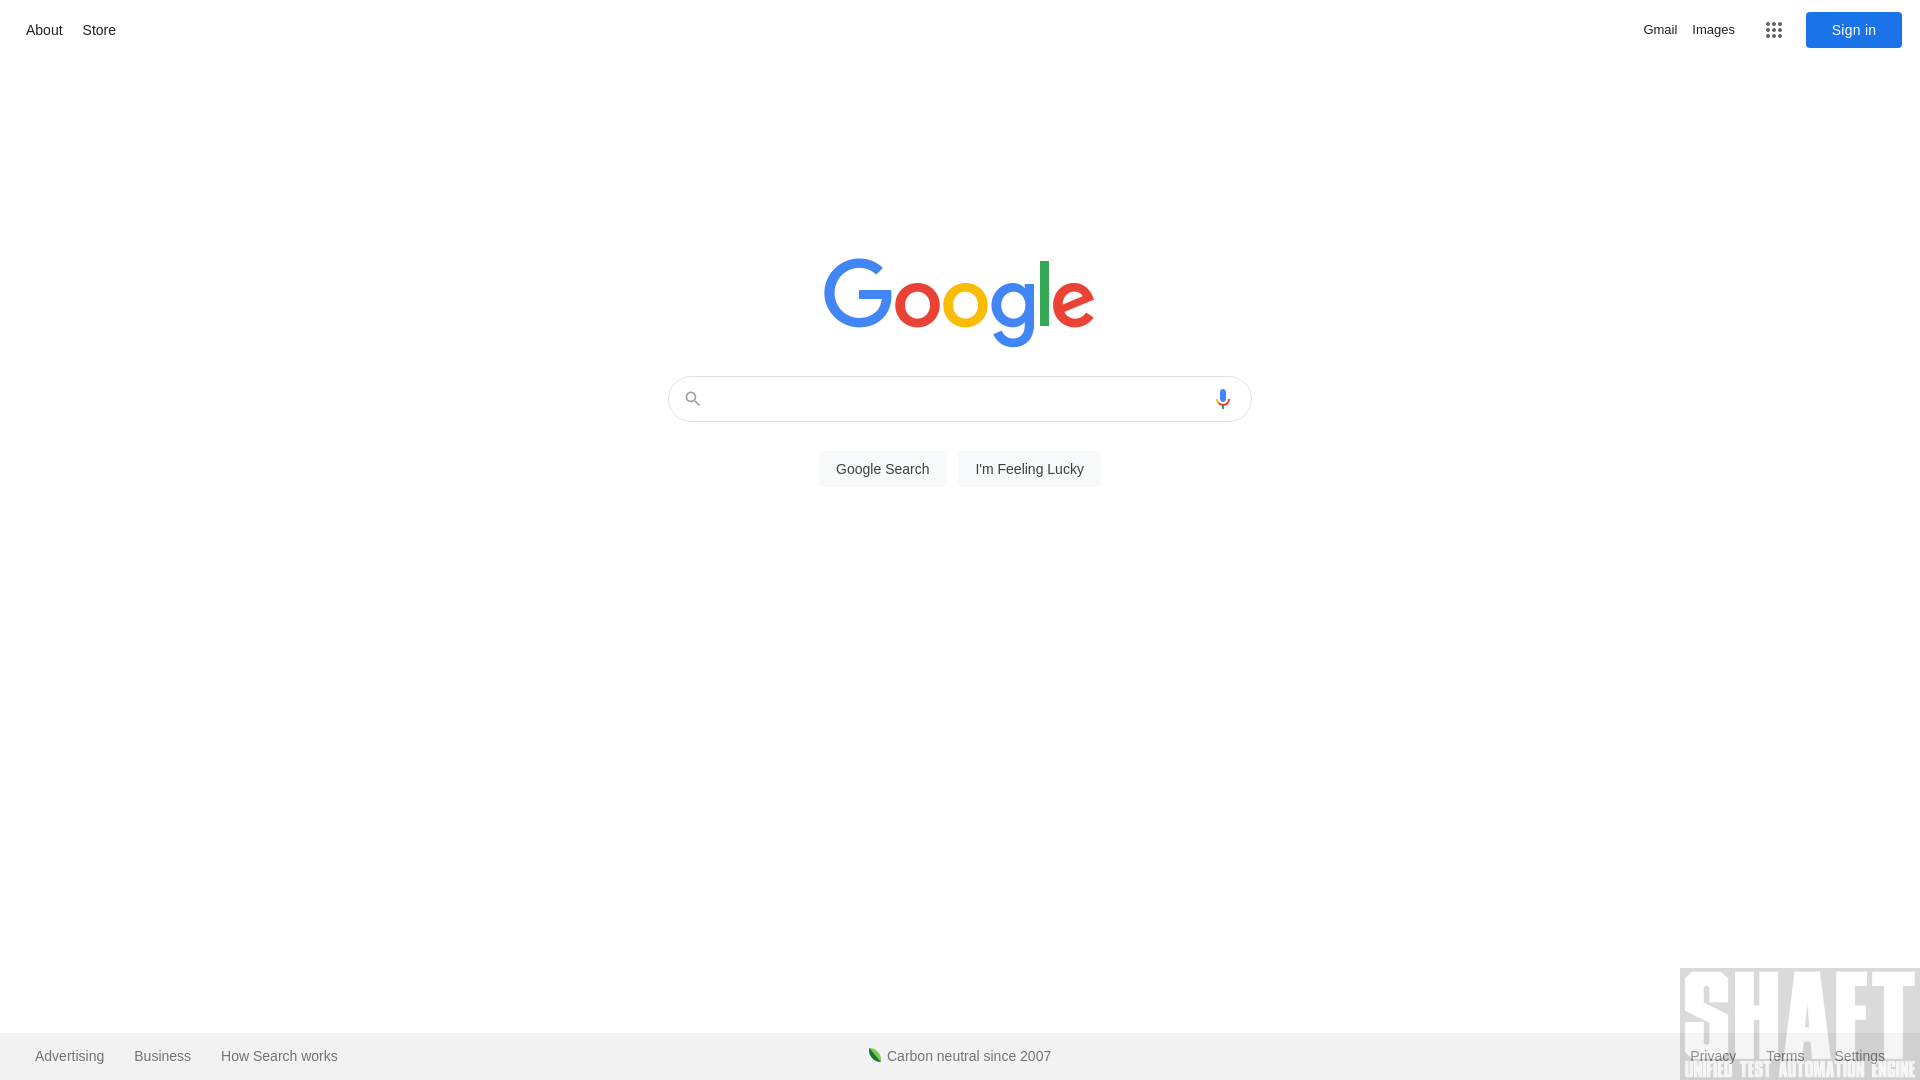 About Store
Gmail Images Sign in
Google
Google Search I'm Feeling Lucky
Advertising Business How Search works
Carbon neutral since 2007
Privacy Terms Settings
SHAFT
UNIFIED TEST AUTOMATION ENGINE